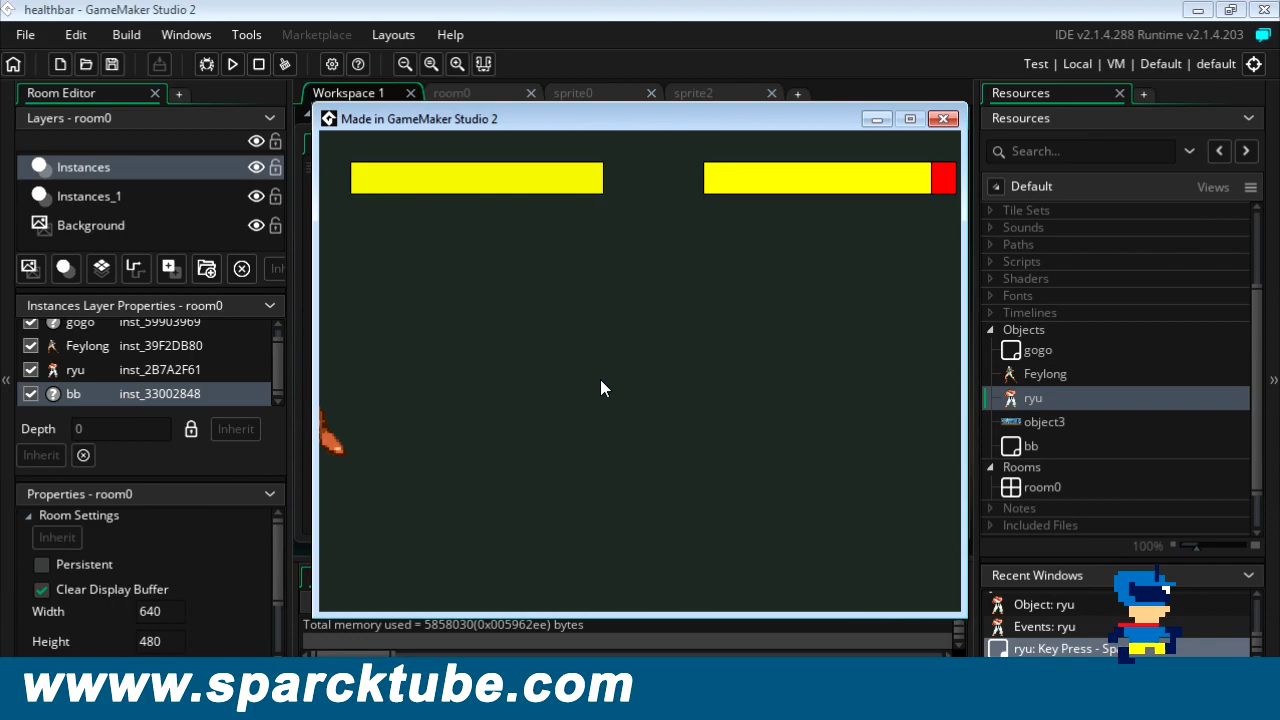 healthbar - GameMaker Studio 2
File Edit Build Windows Tools Marketplace Layouts Help
IDE v2.1.4.288 Runtime v2.1.4.203
Test | Local | VM | Default | default
Room Editor
Workspace 1 room0 sprite0 sprite2
Resources
Layers - room0
Made in GameMaker Studio 2
Resources
Search...
Instances
Default Views
Instances_1
Tile Sets
Background
Sounds
Paths
Scripts
Inl
Shaders
Fonts
Instances Layer Properties - room0
Timelines
gogo inst_59903969
Objects
Feylong inst_39F2DB80
gogo
ryu inst_2B7A2F61
Feylong
bb inst_33002848
ryu
Depth 0 Inherit
object3
Inherit
bb
Rooms
Properties - room0
room0
Room Settings
Notes
Inherit
Included Files
100%
Persistent
Recent Windows
Clear Display Buffer
Object: ryu
Width 640
Total memory used = 5858030(0x005962ee) bytes
Events: ryu
Height 480
ryu: Key Press - Spa
wwww.sparcktube.com